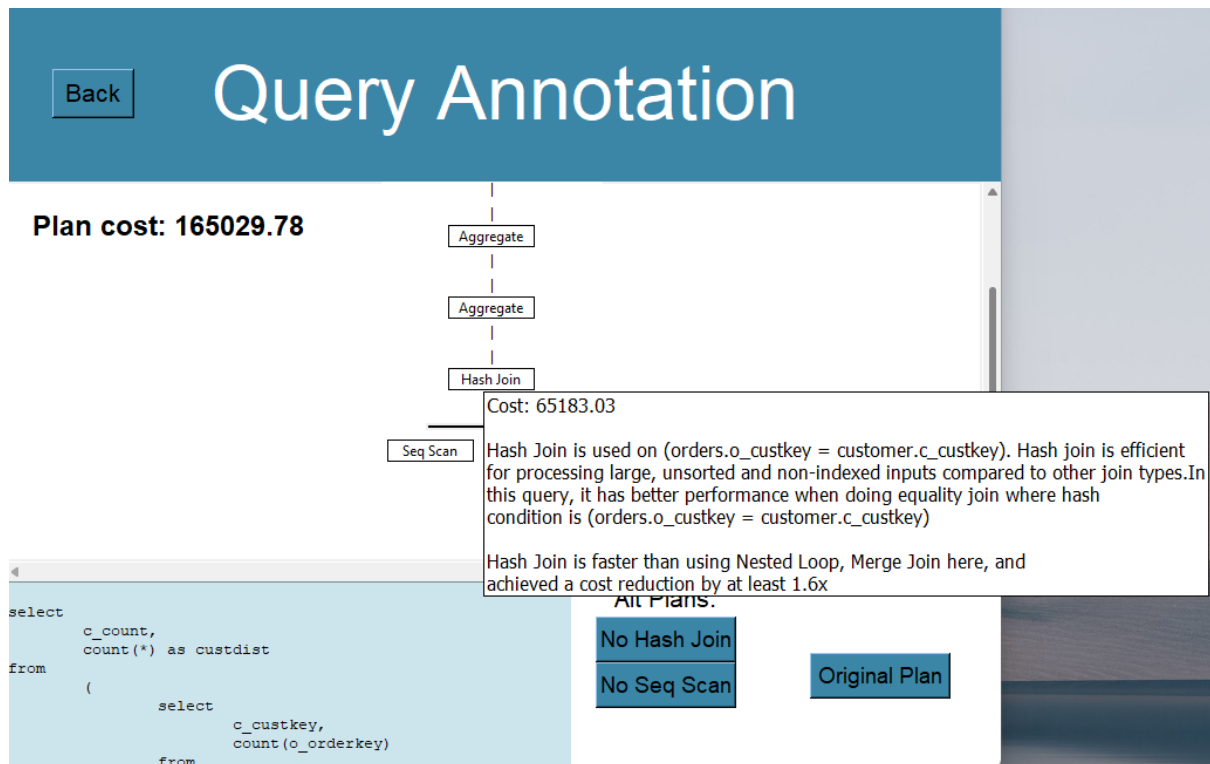 Back
Query Annotation
Plan cost: 165029.78
Aggregate
Aggregate
Hash Join
Seq Scan
Cost: 65183.03
Hash Join is used on (orders.o_custkey = customer.c_custkey). Hash join is efficient
for processing large, unsorted and non-indexed inputs compared to other join types.In
this query, it has better performance when doing equality join where hash
condition is (orders.o_custkey = customer.c_custkey)
Hash Join is faster than using Nested Loop, Merge Join here, and
achieved a cost reduction by at least 1.6x
select
c_count,
count(*) as custdist
from
(
select
c_custkey,
count(o_orderkey)
from
Alt Plans:
No Hash Join
No Seq Scan
Original Plan